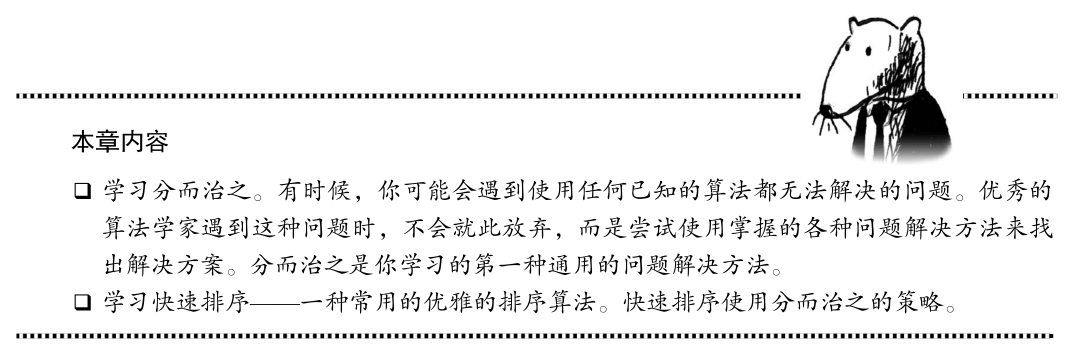 本章内容
❑ 学习分而治之。有时候，你可能会遇到使用任何已知的算法都无法解决的问题。优秀的
算法学家遇到这种问题时，不会就此放弃，而是尝试使用掌握的各种问题解决方法来找
出解决方案。分而治之是你学习的第一种通用的问题解决方法。
❑ 学习快速排序——一种常用的优雅的排序算法。快速排序使用分而治之的策略。